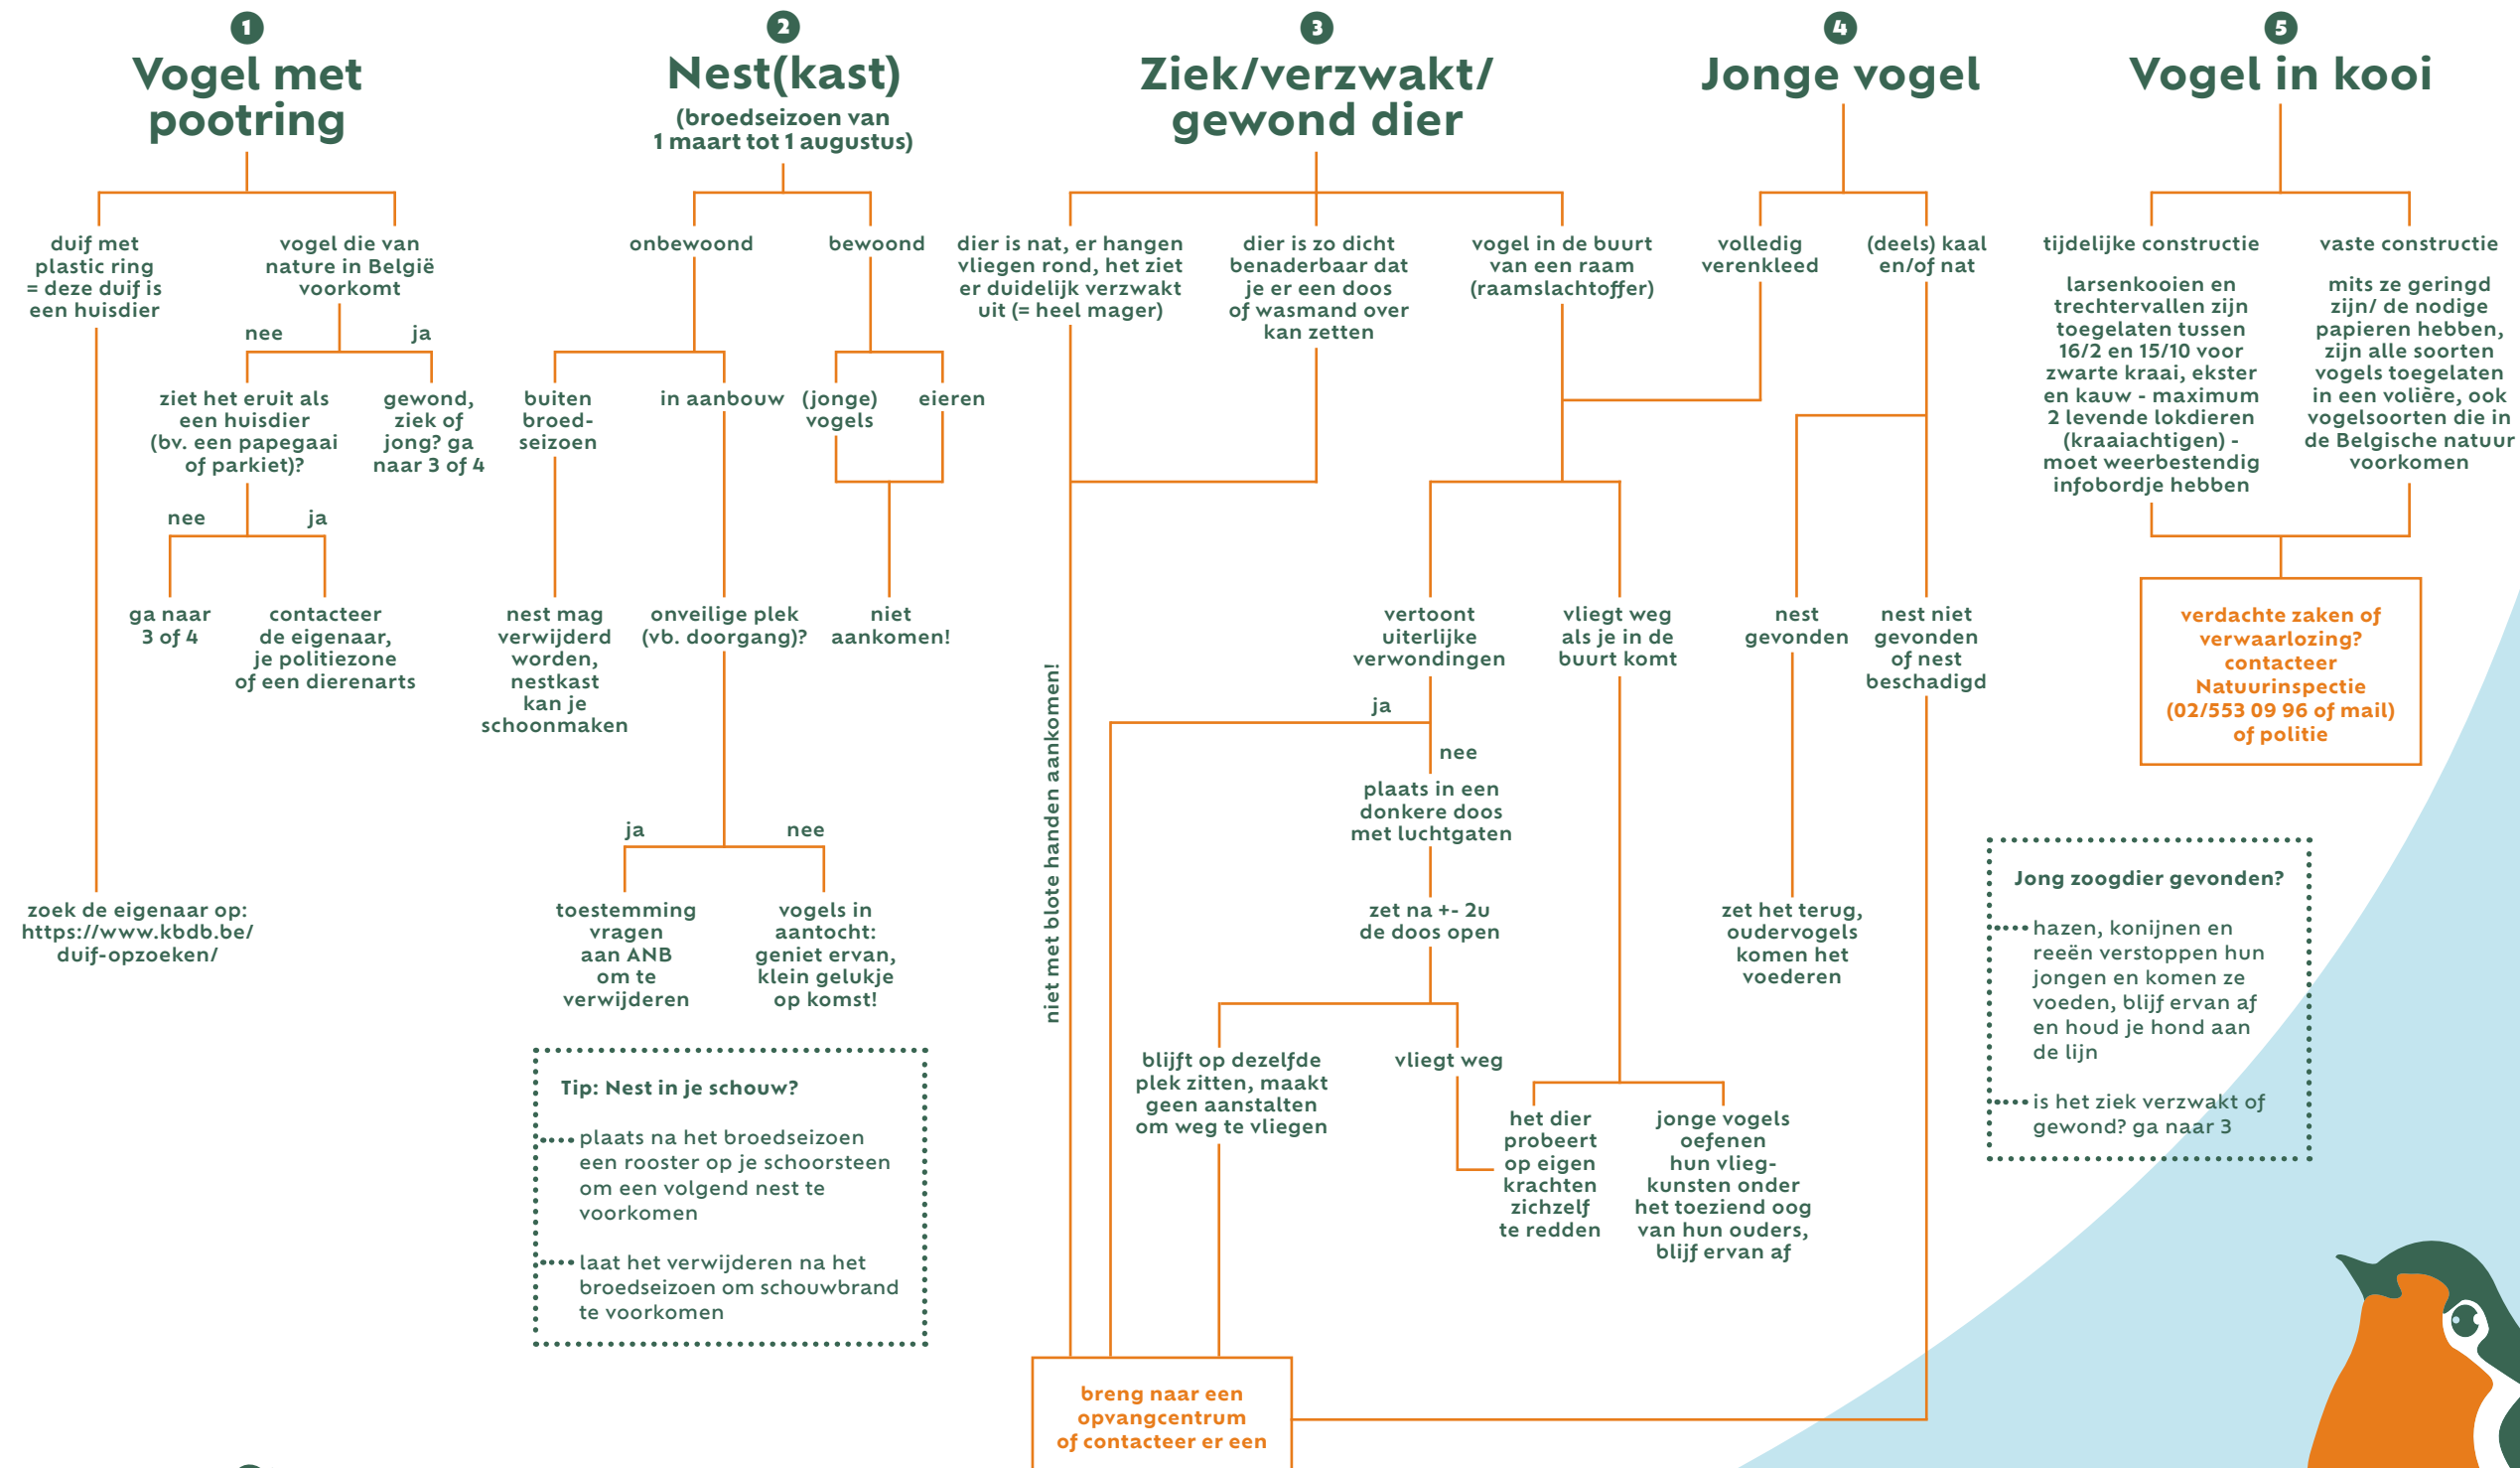 1
Vogel met
pootring
duif met
plastic ring
= deze duif is
een huisdier
vogel die van
nature in België
voorkomt
nee
ja
ziet het eruit als
een huisdier
(bv. een papegaai
of parkiet)?
gewond,
ziek of
jong? ga
naar 3 of 4
nee
ja
ga naar
3 of 4
contacteer
de eigenaar,
je politiezone
of een dierenarts
zoek de eigenaar op:
https://www.kbdb.be/
duif-opzoeken/
2
Nest(kast)
(broedseizoen van
1 maart tot 1 augustus)
onbewoond
bewoond
buiten
broed-
seizoen
in aanbouw
(jonge)
vogels
eieren
nest mag
verwijderd
worden,
nestkast
kan je
schoonmaken
onveilige plek
(vb. doorgang)?
niet
aankomen!
ja
nee
toestemming
vragen
aan ANB
om te
verwijderen
vogels in
aantocht:
geniet ervan,
klein gelukje
op komst!
Tip: Nest in je schouw?
plaats na het broedseizoen
een rooster op je schoorsteen
om een volgend nest te
voorkomen
laat het verwijderen na het
broedseizoen om schouwbrand
te voorkomen
3
Ziek/verzwakt/
gewond dier
dier is nat, er hangen
vliegen rond, het ziet
er duidelijk verzwakt
uit (= heel mager)
dier is zo dicht
benaderbaar dat
je er een doos
of wasmand over
kan zetten
vogel in de buurt
van een raam
(raamslachtoffer)
niet met blote handen aankomen!
vertoont
uiterlijke
verwondingen
vliegt weg
als je in de
buurt komt
ja
nee
plaats in een
donkere doos
met luchtgaten
zet na +- 2u
de doos open
blijft op dezelfde
plek zitten, maakt
geen aanstalten
om weg te vliegen
vliegt weg
het dier
probeert
op eigen
krachten
zichzelf
te redden
jonge vogels
oefenen
hun vlieg-
kunsten onder
het toeziend oog
van hun ouders,
blijf ervan af
breng naar een
opvangcentrum
of contacteer er een
4
Jonge vogel
volledig
verenkleed
(deels) kaal
en/of nat
nest
gevonden
nest niet
gevonden
of nest
beschadigd
zet het terug,
oudervogels
komen het
voederen
5
Vogel in kooi
tijdelijke constructie
larsenkooien en
trechtervallen zijn
toegelaten tussen
16/2 en 15/10 voor
zwarte kraai, ekster
en kauw - maximum
2 levende lokdieren
(kraaiachtigen) -
moet weerbestendig
infobordje hebben
vaste constructie
mits ze geringd
zijn/ de nodige
papieren hebben,
zijn alle soorten
vogels toegelaten
in een volière, ook
vogelsoorten die in
de Belgische natuur
voorkomen
verdachte zaken of
verwaarlozing?
contacteer
Natuurinspectie
(02/553 09 96 of mail)
of politie
Jong zoogdier gevonden?
hazen, konijnen en
reeën verstoppen hun
jongen en komen ze
voeden, blijf ervan af
en houd je hond aan
de lijn
is het ziek verzwakt of
gewond? ga naar 3